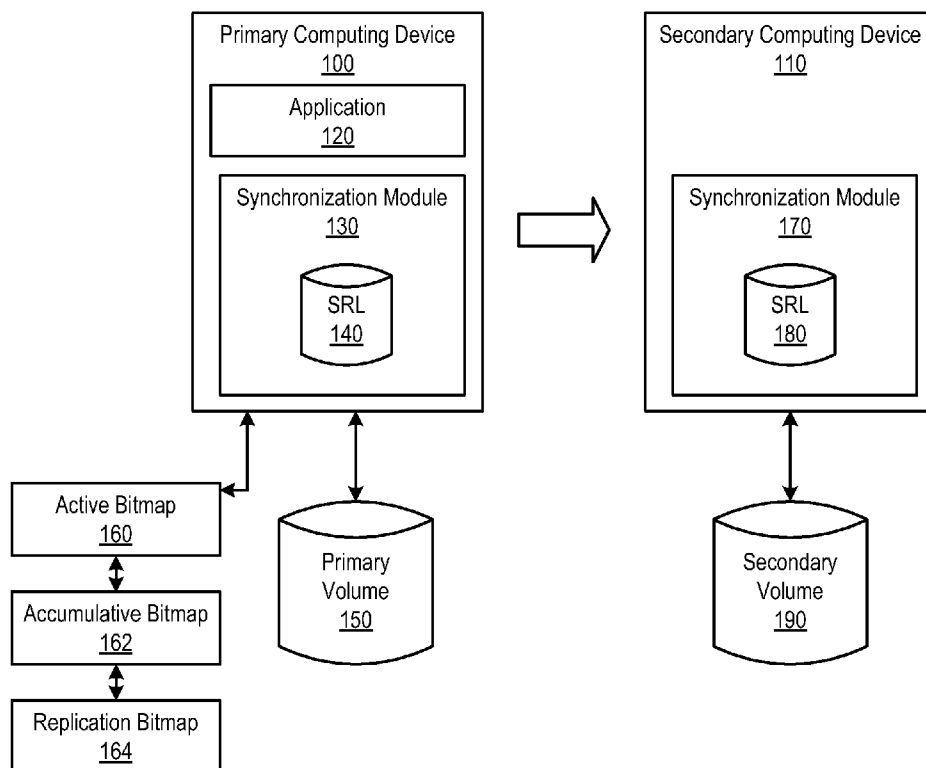 Primary Computing Device
100
Application
120
Synchronization Module
130
SRL
140
Secondary Computing Device
110
Synchronization Module
170
SRL
180
Active Bitmap
160
Accumulative Bitmap
162
Replication Bitmap
164
Primary
Volume
150
Secondary
Volume
190